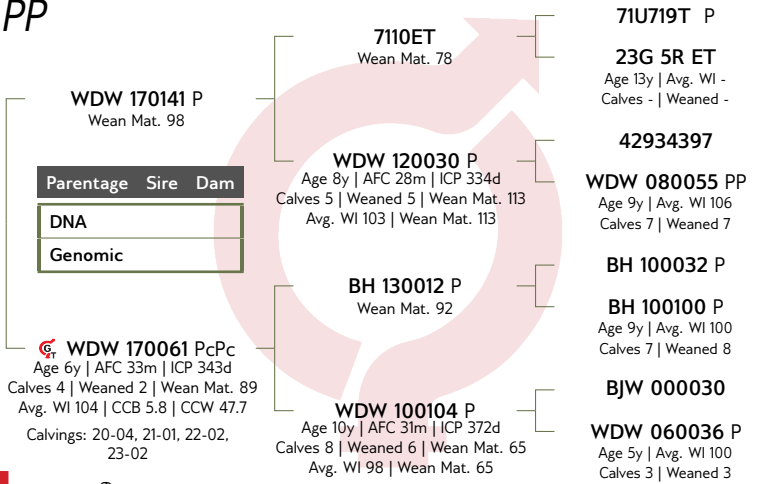 PP
WDW 170141 P
Wean Mat. 98
Parentage Sire Dam
DNA
Genomic
GT WDW 170061 PcPc
Age 6y | AFC 33m | ICP 343d
Calves 4 | Weaned 2 | Wean Mat. 89
Avg. WI 104 | CCB 5.8 | CCW 47.7
Calvings: 20-04, 21-01, 22-02,
23-02
7110ET
Wean Mat. 78
WDW 120030 P
Age 8y | AFC 28m | ICP 334d
Calves 5 | Weaned 5 | Wean Mat. 113
Avg. WI 103 | Wean Mat. 113
BH 130012 P
Wean Mat. 92
WDW 100104 P
Age 10y | AFC 31m | ICP 372d
Calves 8 | Weaned 6 | Wean Mat. 65
Avg. WI 98 | Wean Mat. 65
71U719T P
23G 5R ET
Age 13y | Avg. WI -
Calves - | Weaned -
42934397
WDW 080055 PP
Age 9y | Avg. WI 106
Calves 7 | Weaned 7
BH 100032 P
BH 100100 P
Age 9y | Avg. WI 100
Calves 7 | Weaned 8
BJW 000030
WDW 060036 P
Age 5y | Avg. WI 100
Calves 3 | Weaned 3